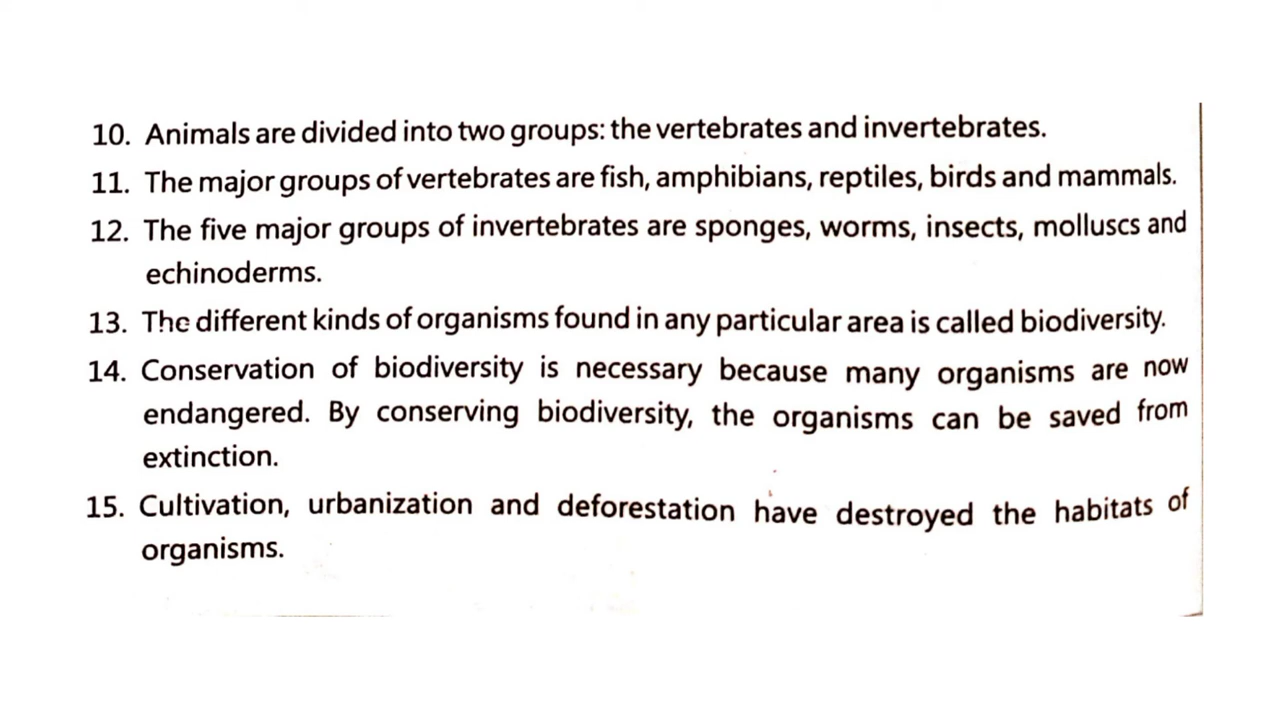 10. Animals are divided into two groups: the vertebrates and invertebrates.
11. The major groups of vertebrates are fish, amphibians, reptiles, birds and mammals.
12. The five major groups of invertebrates are sponges, worms, insects, molluscs and
echinoderms.
13. The different kinds of organisms found in any particular area is called biodiversity.
14. Conservation of biodiversity is necessary because many organisms are now
endangered. By conserving biodiversity, the organisms can be saved from
extinction.
15. Cultivation, urbanization and deforestation have destroyed the habitats of
organisms.